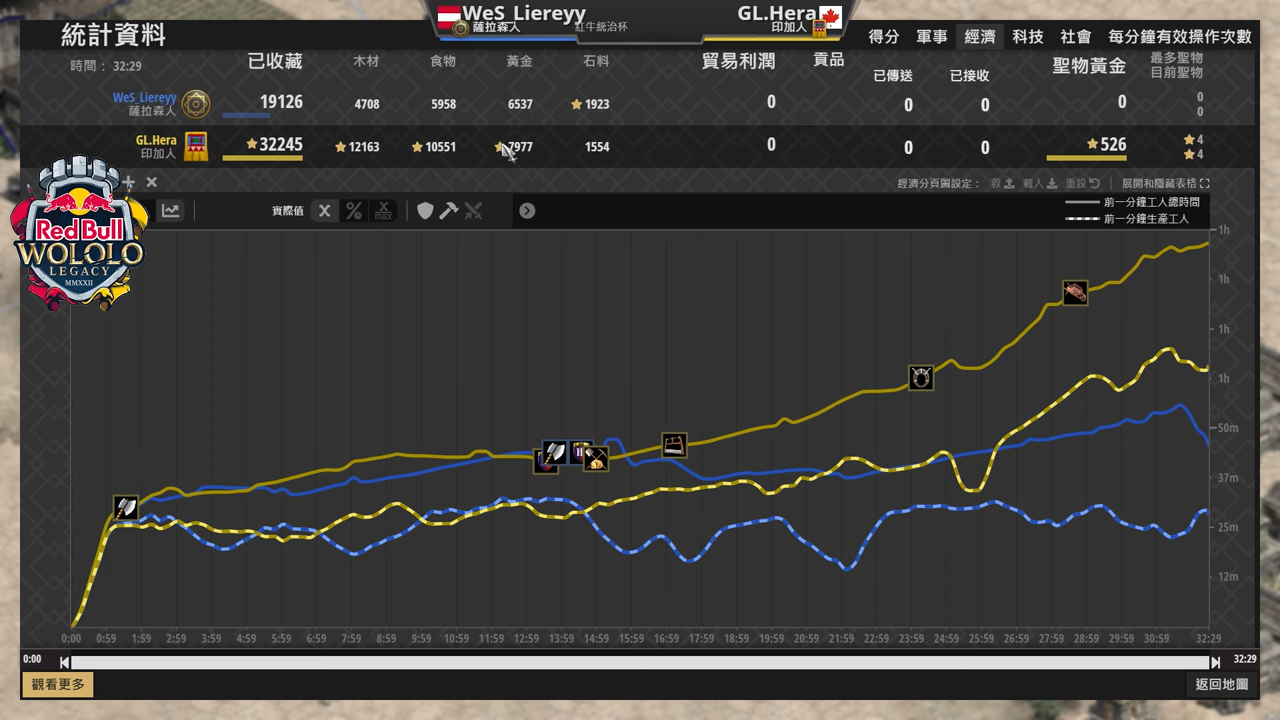 WeS_Liereyy
薩拉森人
紅牛統治杯
GL.Hera
印加人
統計資料
得分 軍事 經濟 科技 社會 每分鐘有效操作次數
時間： 32:29
已收藏 木材 食物 黃金 石料 貿易利潤 貢品 已傳送 已接收 聖物黃金 最多聖物
目前聖物
WeS_Liereyy
薩拉森人
19126 4708 5958 6537 1923 0 0 0 0 0
0
GL.Hera
印加人
32245 12163 10551 7977 1554 0 0 0 526 4
4
經濟分頁圖設定： 載入 重設 展開和隱藏表格
實際值 X % X max
前一分鐘工人總時間
前一分鐘生產工人
Red Bull
WOLOLO
LEGACY
MMXXII
1h
1h
1h
1h
50m
37m
25m
12m
0:00 0:59 1:59 2:59 3:59 4:59 5:59 6:59 7:59 8:59 9:59 10:59 11:59 12:59 13:59 14:59 15:59 16:59 17:59 18:59 19:59 20:59 21:59 22:59 23:59 24:59 25:59 26:59 27:59 28:59 29:59 30:59 32:29
0:00 32:29
觀看更多 返回地圖